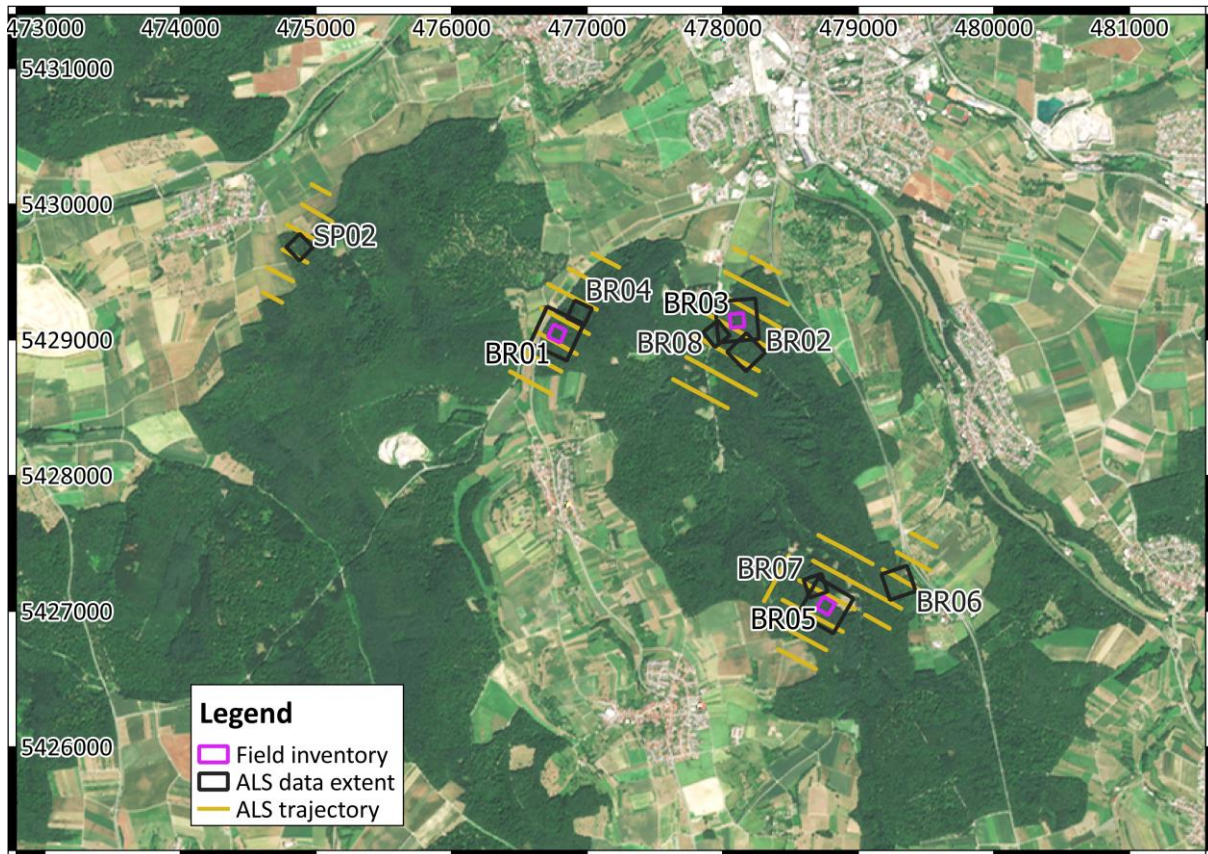 473000 474000 475000 476000 477000 478000 479000 480000 481000
5431000
5430000
SP02
BR04
BR03
5429000
BR01
BR08
BR02
5428000
BR07
5427000
BR05
BR06
Legend
5426000
Field inventory
ALS data extent
ALS trajectory